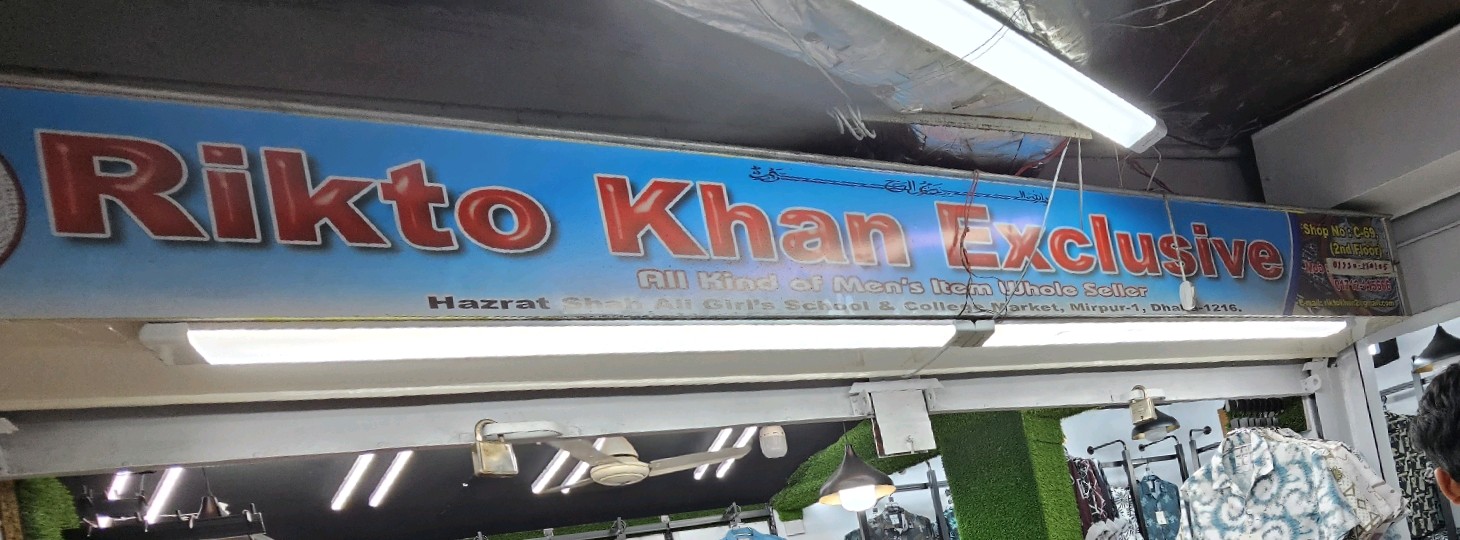 Rikto Khan Exclusive
All Kind of Men's Item Whole Seller
Hazrat Shah Ali Girl's School & College Market, Mirpur-1, Dhaka-1216.
Shop No : C-69,
(2nd Floor)